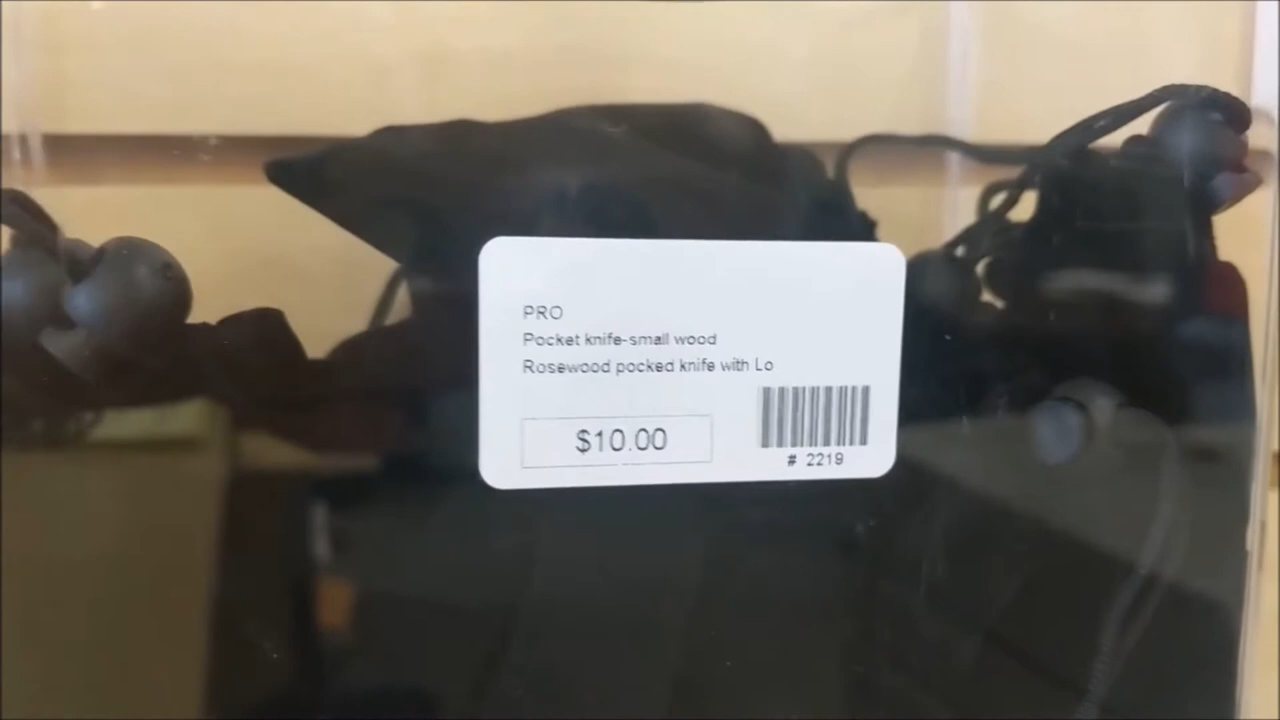 PRO
Pocket knife-small wood
Rosewood pocked knife with Lo
$10.00
# 2219